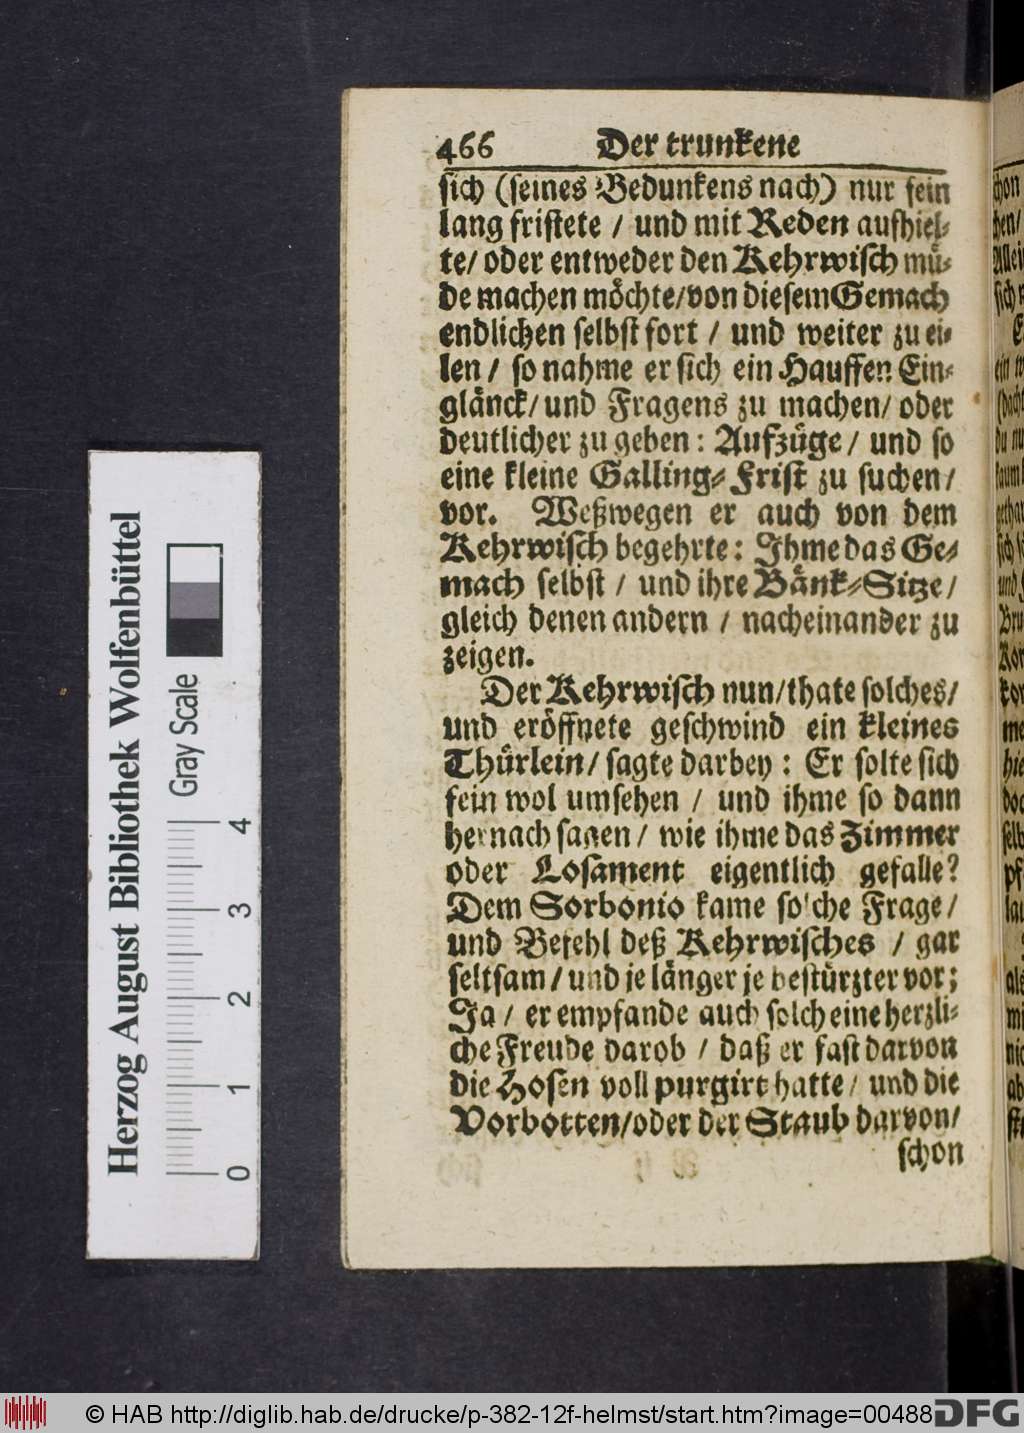 466 Der trunkene
sich (seines Bedunkens nach) nur fein
lang fristete / und mit Reden aufhiel-
te/ oder entweder den Kehrwisch mü-
de machen möchte/von diesem Gemach
endlichen selbst fort / und weiter zu ei-
len / so nahme er sich ein Hauffen Ein-
glänck/ und Fragens zu machen/ oder
deutlicher zu geben: Aufzüge/ und so
eine kleine Galling-Frist zu suchen/
vor. Weßwegen er auch von dem
Kehrwisch begehrte: Ihme das Ge-
mach selbst / und ihre Bänk-Sitze/
gleich denen andern / nacheinander zu
zeigen.
Der Kehrwisch nun/thate solches/
und eröffnete geschwind ein kleines
Thürlein/ sagte darbey: Er solte sich
fein wol umsehen / und ihme so dann
hernach sagen/ wie ihme das Zimmer
oder Losament eigentlich gefalle?
Dem Sorbonio kame solche Frage/
und Befehl deß Kehrwisches / gar
seltsam/ und je länger je bestürzter vor;
Ja / er empfande auch solch eine herzli-
che Freude darob / daß er fast darvon
die Hosen voll purgirt hatte/ und die
Vorbotten/oder der Staub darvon/
schon
Herzog August Bibliothek Wolfenbüttel
Gray Scale
0 1 2 3 4
© HAB http://diglib.hab.de/drucke/p-382-12f-helmst/start.htm?image=00488
DFG